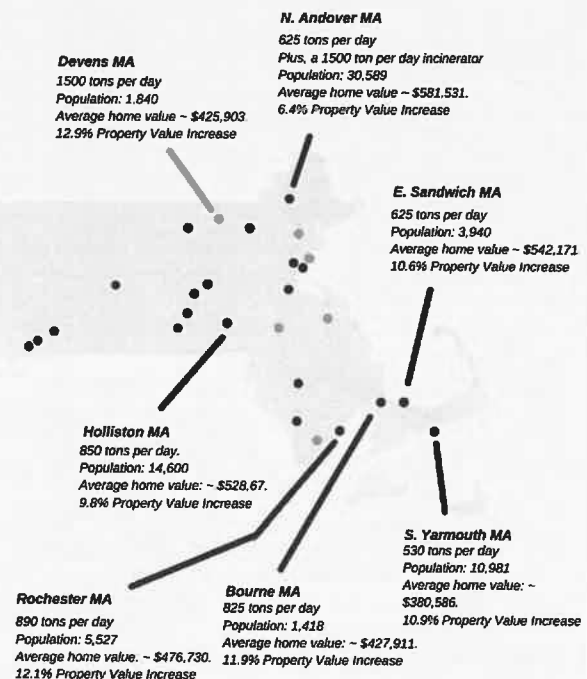 N. Andover MA
625 tons per day
Plus, a 1500 ton per day incinerator
Population: 30,589
Average home value ~ $581,531.
6.4% Property Value Increase
Devens MA
1500 tons per day
Population: 1,840
Average home value ~ $425,903.
12.9% Property Value Increase
E. Sandwich MA
625 tons per day
Population: 3,940
Average home value ~ $542,171
10.6% Property Value Increase
Holliston MA
850 tons per day.
Population: 14,600
Average home value: ~ $528,67.
9.8% Property Value Increase
S. Yarmouth MA
530 tons per day
Population: 10,981
Average home value: ~
$380,586.
10.9% Property Value Increase
Rochester MA
890 tons per day
Population: 5,527
Average home value. ~ $476,730.
12.1% Property Value Increase
Bourne MA
825 tons per day
Population: 1,418
Average home value: ~ $427,911.
11.9% Property Value Increase